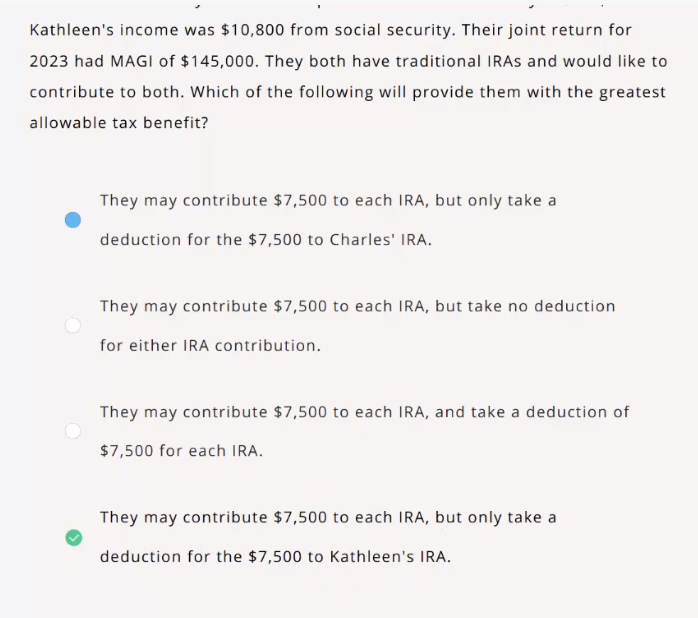 Kathleen's income was $10,800 from social security. Their joint return for
2023 had MAGI of $145,000. They both have traditional IRAs and would like to
contribute to both. Which of the following will provide them with the greatest
allowable tax benefit?
They may contribute $7,500 to each IRA, but only take a
deduction for the $7,500 to Charles' IRA.
They may contribute $7,500 to each IRA, but take no deduction
for either IRA contribution.
They may contribute $7,500 to each IRA, and take a deduction of
$7,500 for each IRA.
They may contribute $7,500 to each IRA, but only take a
deduction for the $7,500 to Kathleen's IRA.